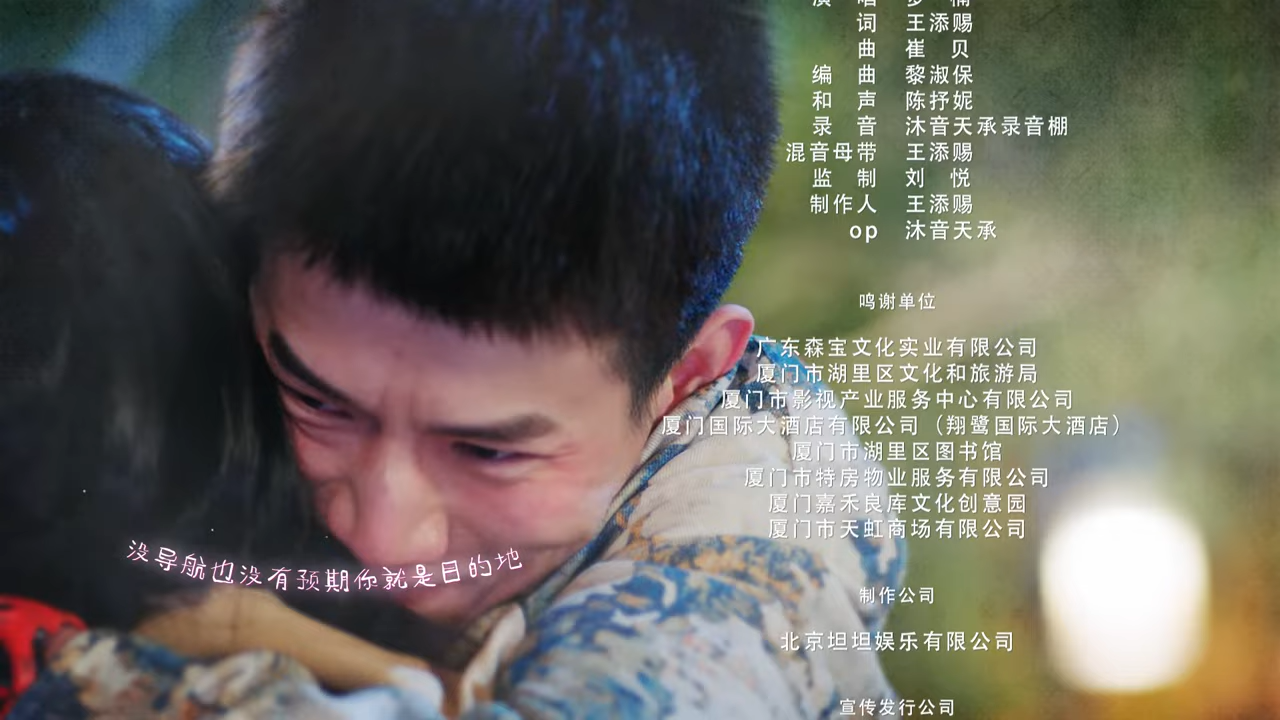 词 王添赐
曲 崔贝
编曲 黎淑保
和声 陈抒妮
录音 沐音天承录音棚
混音母带 王添赐
监制 刘悦
制作人 王添赐
op 沐音天承
鸣谢单位
广东森宝文化实业有限公司
厦门市湖里区文化和旅游局
厦门市影视产业服务中心有限公司
厦门国际大酒店有限公司（翔鹭国际大酒店）
厦门市湖里区图书馆
厦门市特房物业服务有限公司
厦门嘉禾良库文化创意园
厦门市天虹商场有限公司
没导航也没有预期你就是目的地
制作公司
北京坦坦娱乐有限公司
宣传发行公司